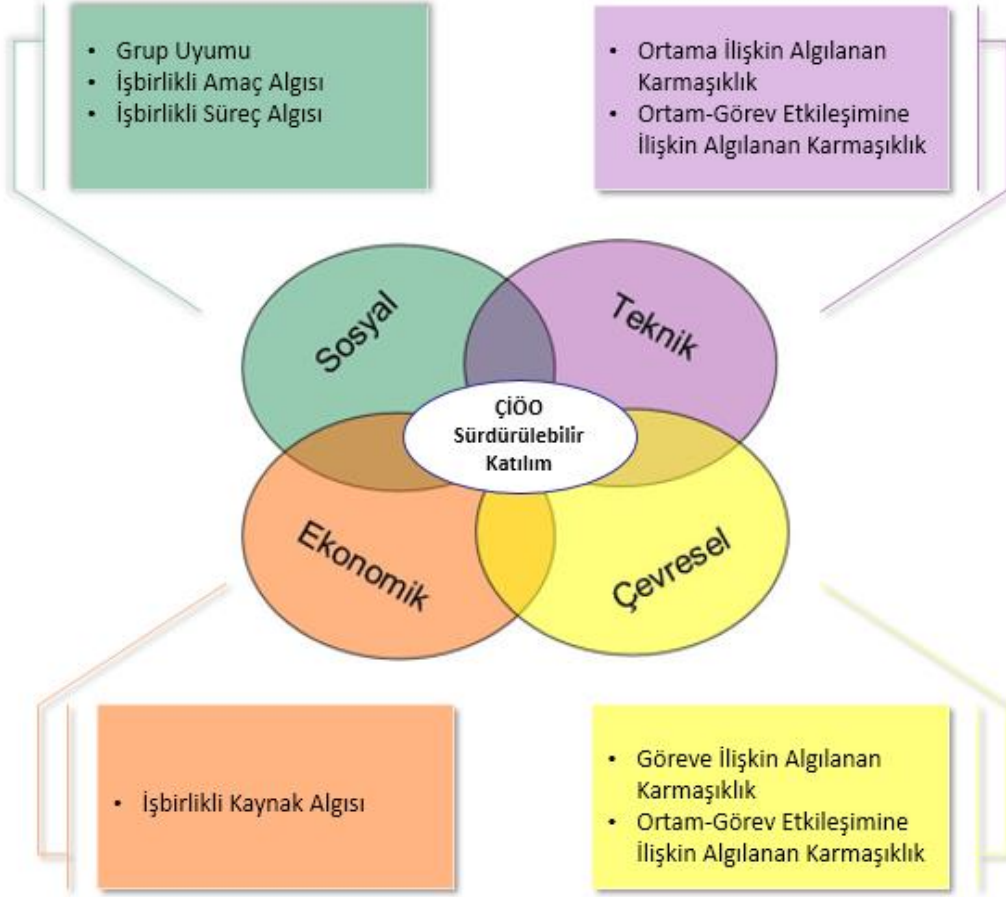 • Grup Uyumu
• İşbirlikli Amaç Algısı
• İşbirlikli Süreç Algısı
• Ortama İlişkin Algılanan
Karmaşıklık
• Ortam-Görev Etkileşimine
İlişkin Algılanan Karmaşıklık
Sosyal
Teknik
ÇİÖO
Sürdürülebilir
Katılım
Ekonomik
Çevresel
• İşbirlikli Kaynak Algısı
• Göreve İlişkin Algılanan
Karmaşıklık
• Ortam-Görev Etkileşimine
İlişkin Algılanan Karmaşıklık